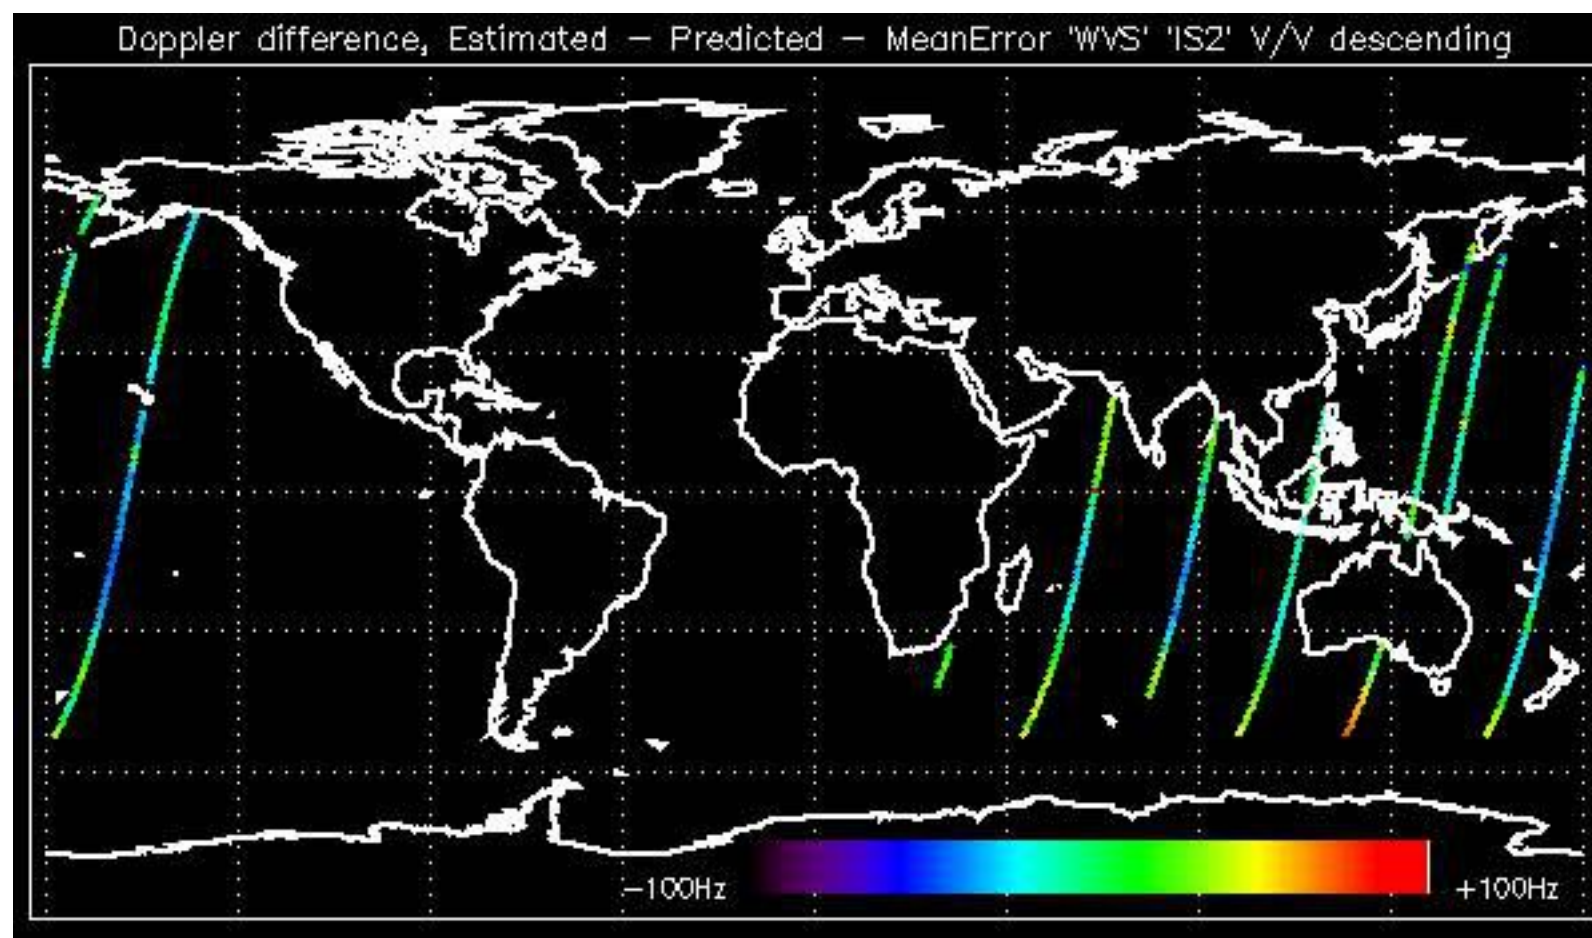 Doppler difference, Estimated – Predicted – MeanError 'WVS' 'IS2' V/V descending
–100Hz
+100Hz